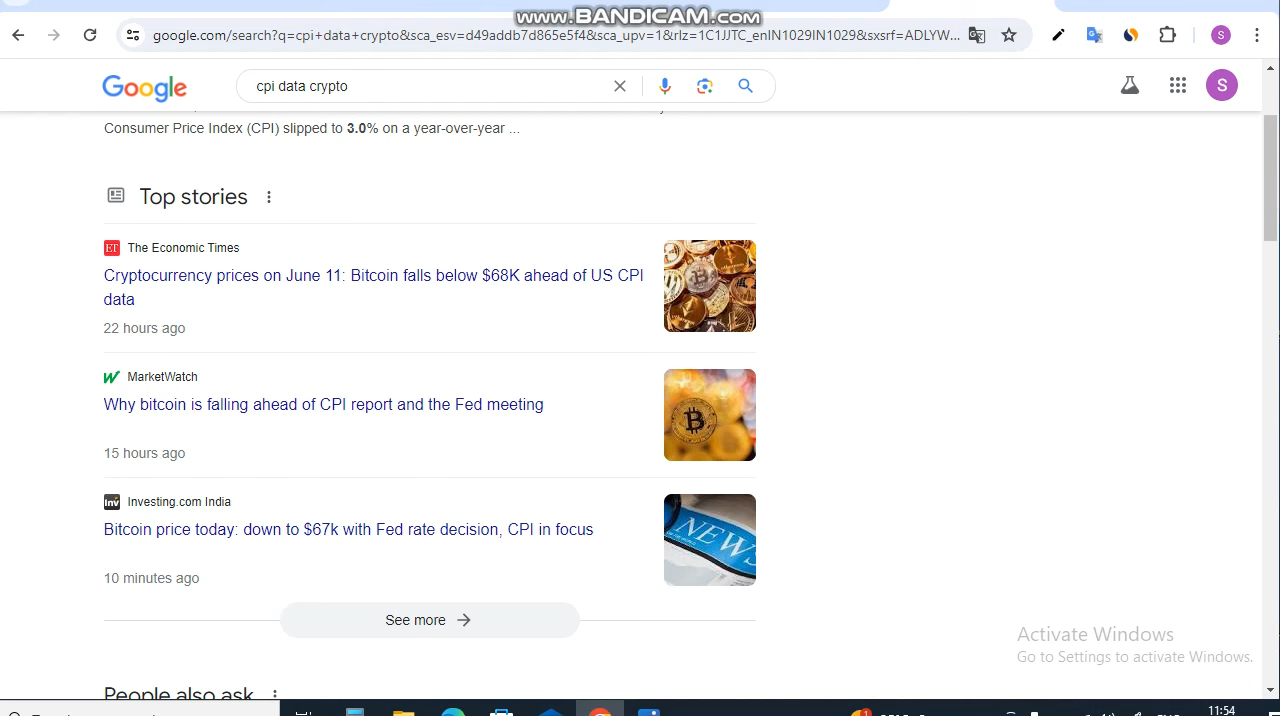 www.BANDICAM.com
google.com/search?q=cpi+data+crypto&sca_esv=d49addb7d865e5f4&sca_upv=1&rlz=1C1JJTC_enIN1029IN1029&sxsrf=ADLYW...
S
Google
cpi data crypto
S
Consumer Price Index (CPI) slipped to 3.0% on a year-over-year ...
Top stories
ET The Economic Times
Cryptocurrency prices on June 11: Bitcoin falls below $68K ahead of US CPI
data
22 hours ago
MarketWatch
Why bitcoin is falling ahead of CPI report and the Fed meeting
15 hours ago
Inv Investing.com India
Bitcoin price today: down to $67k with Fed rate decision, CPI in focus
NEWS
10 minutes ago
See more
Activate Windows
Go to Settings to activate Windows.
People also ask
11:54